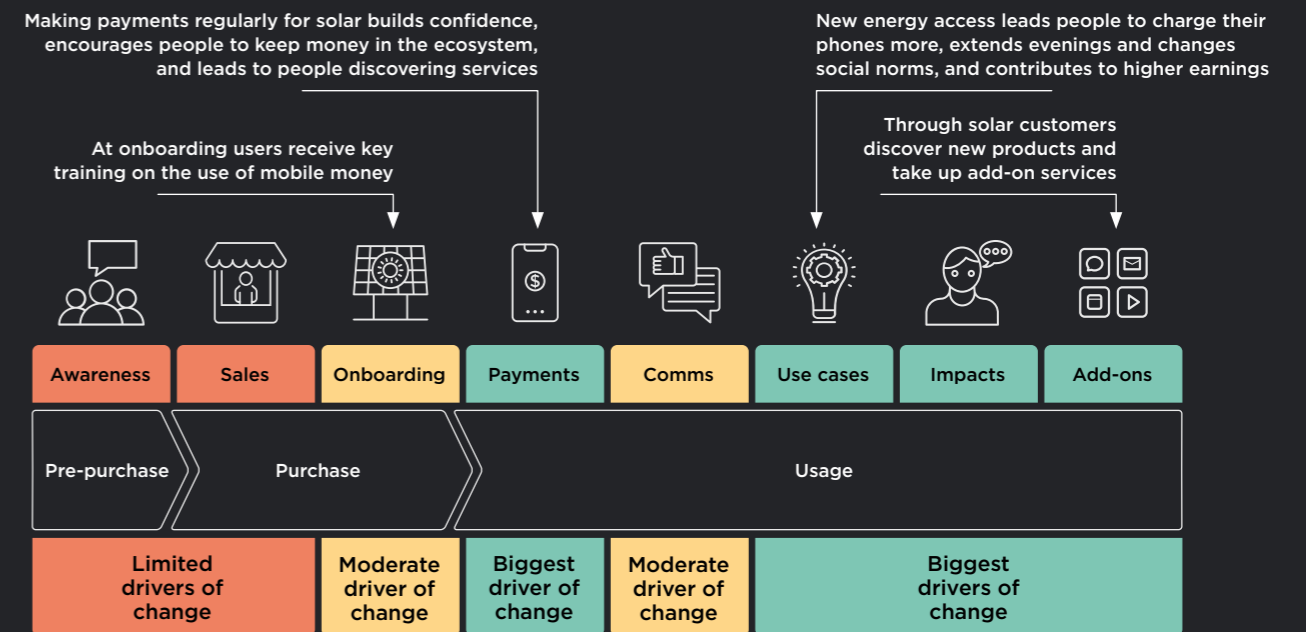 Making payments regularly for solar builds confidence,
encourages people to keep money in the ecosystem,
and leads to people discovering services
New energy access leads people to charge their
phones more, extends evenings and changes
social norms, and contributes to higher earnings
At onboarding users receive key
training on the use of mobile money
Through solar customers
discover new products and
take up add-on services
$
Awareness
Sales
Onboarding
Payments
Comms
Use cases
Impacts
Add-ons
Pre-purchase
Purchase
Usage
Limited
drivers of
change
Moderate
driver of
change
Biggest
driver of
change
Moderate
driver of
change
Biggest
drivers of
change